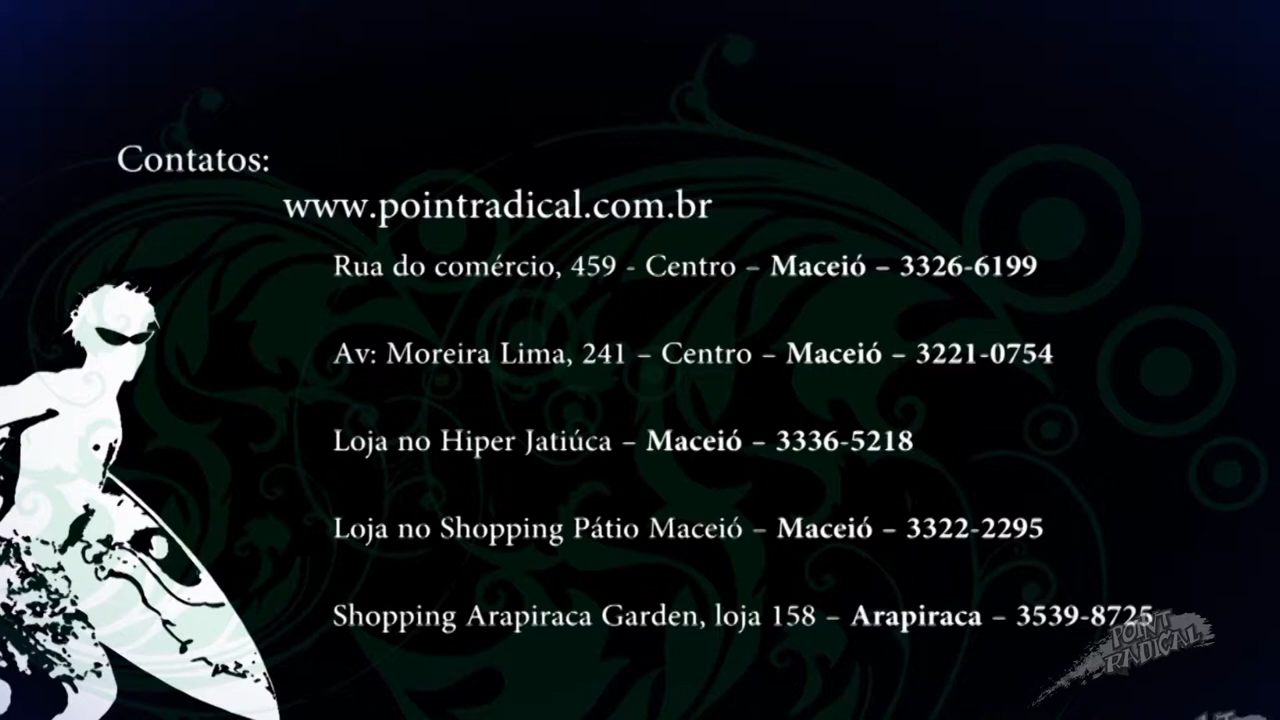 Contatos:
www.pointradical.com.br
Rua do comércio, 459 - Centro – Maceió – 3326-6199
Av: Moreira Lima, 241 – Centro – Maceió – 3221-0754
Loja no Hiper Jatiúca – Maceió – 3336-5218
Loja no Shopping Pátio Maceió – Maceió – 3322-2295
Shopping Arapiraca Garden, loja 158 – Arapiraca – 3539-8725
POINT
RADICAL